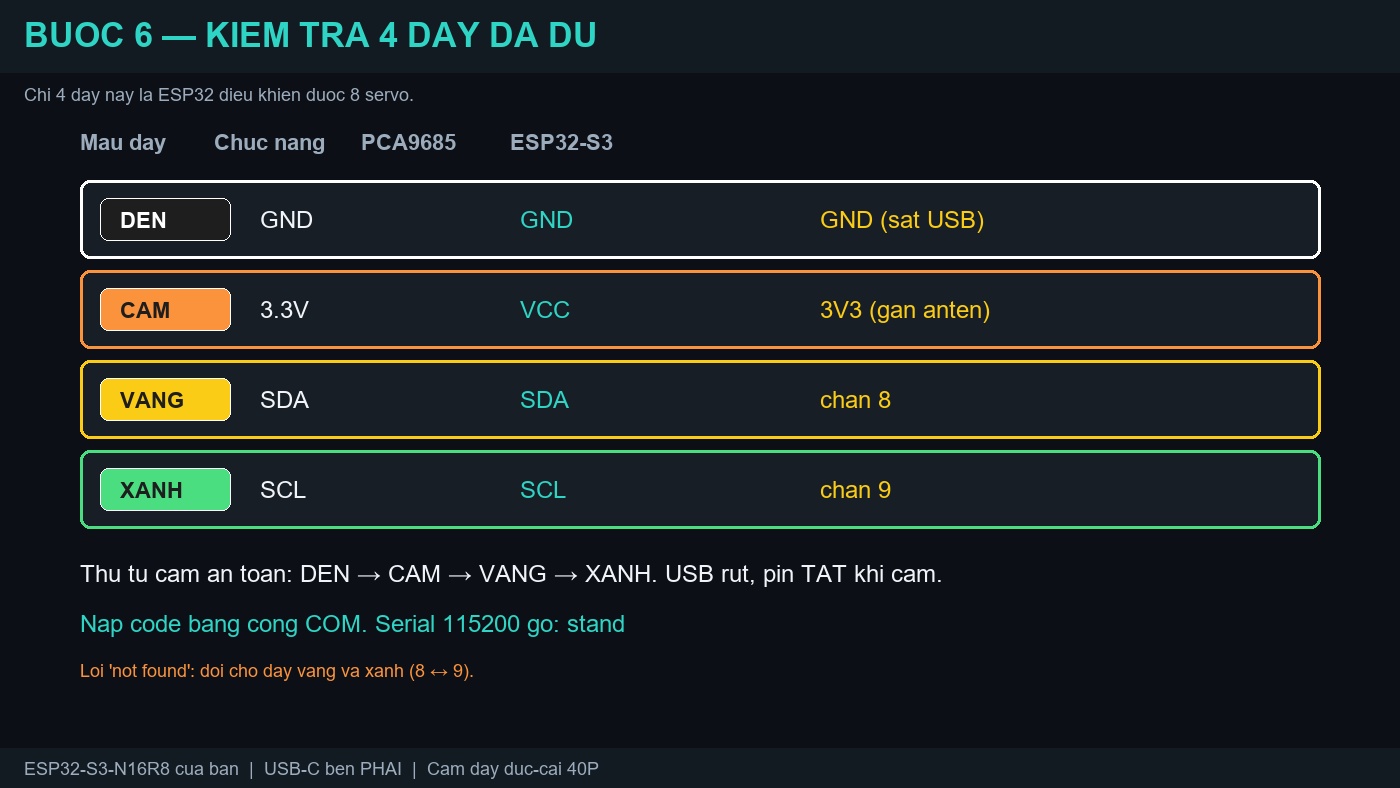 BUOC 6 — KIEM TRA 4 DAY DA DU
Chi 4 day nay la ESP32 dieu khien duoc 8 servo.
Mau day Chuc nang PCA9685 ESP32-S3
DEN GND GND GND (sat USB)
CAM 3.3V VCC 3V3 (gan anten)
VANG SDA SDA chan 8
XANH SCL SCL chan 9
Thu tu cam an toan: DEN → CAM → VANG → XANH. USB rut, pin TAT khi cam.
Nap code bang cong COM. Serial 115200 go: stand
Loi 'not found': doi cho day vang va xanh (8 ↔ 9).
ESP32-S3-N16R8 cua ban | USB-C ben PHAI | Cam day duc-cai 40P